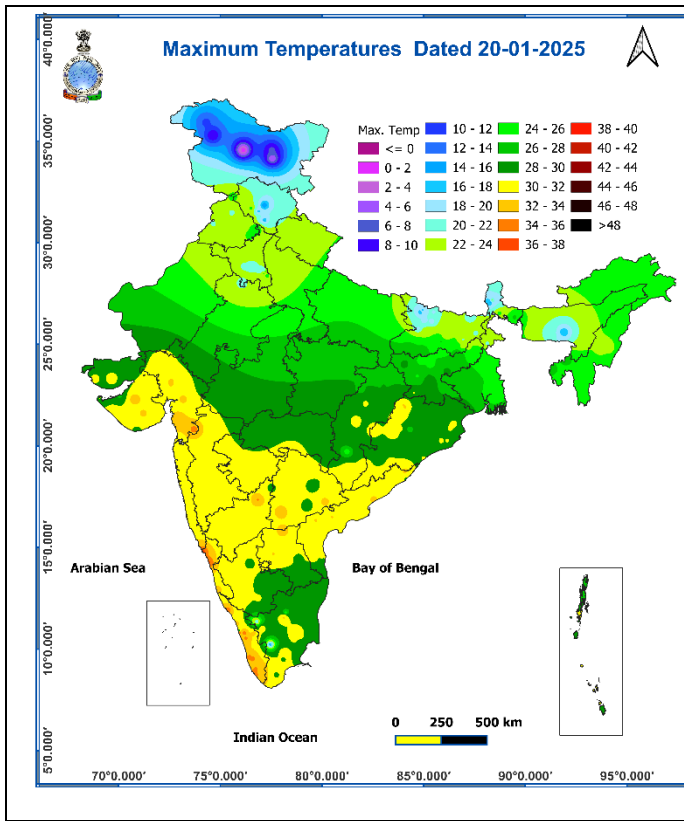 Maximum Temperatures Dated 20-01-2025
Max. Temp
<= 0
0 - 2
2 - 4
4 - 6
6 - 8
8 - 10
10 - 12
12 - 14
14 - 16
16 - 18
18 - 20
20 - 22
22 - 24
24 - 26
26 - 28
28 - 30
30 - 32
32 - 34
34 - 36
36 - 38
38 - 40
40 - 42
42 - 44
44 - 46
46 - 48
>48
40°0.000'
35°0.000'
30°0.000'
25°0.000'
20°0.000'
15°0.000'
10°0.000'
5°0.000'
Arabian Sea
Bay of Bengal
Indian Ocean
0 250 500 km
70°0.000' 75°0.000' 80°0.000' 85°0.000' 90°0.000' 95°0.000'